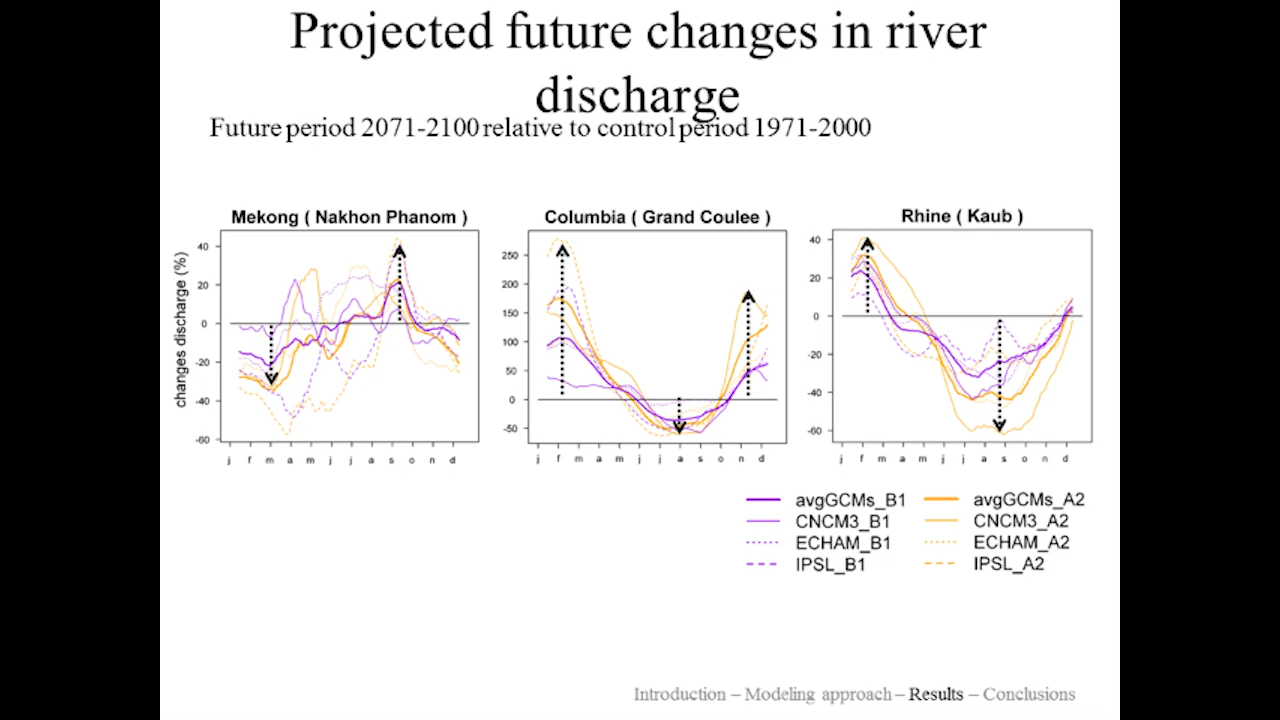 Projected future changes in river
discharge
Future period 2071-2100 relative to control period 1971-2000
Mekong ( Nakhon Phanom )
changes discharge (%)
40
20
0
-20
-40
-60
j f m a m j j a s o n d
Columbia ( Grand Coulee )
250
200
150
100
50
0
-50
j f m a m j j a s o n d
Rhine ( Kaub )
40
20
0
-20
-40
-60
j f m a m j j a s o n d
avgGCMs_B1
CNCM3_B1
ECHAM_B1
IPSL_B1
avgGCMs_A2
CNCM3_A2
ECHAM_A2
IPSL_A2
Introduction – Modeling approach – Results – Conclusions